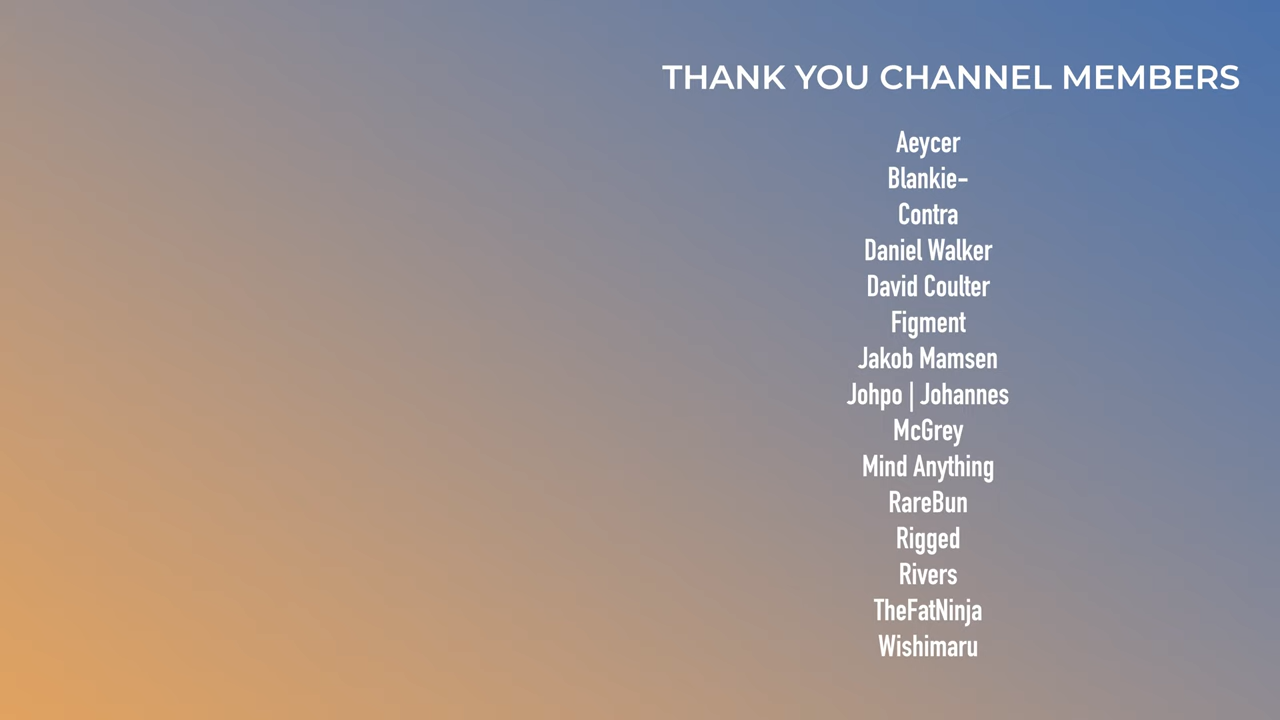 THANK YOU CHANNEL MEMBERS
Aeycer
Blankie-
Contra
Daniel Walker
David Coulter
Figment
Jakob Mamsen
Johpo | Johannes
McGrey
Mind Anything
RareBun
Rigged
Rivers
TheFatNinja
Wishimaru